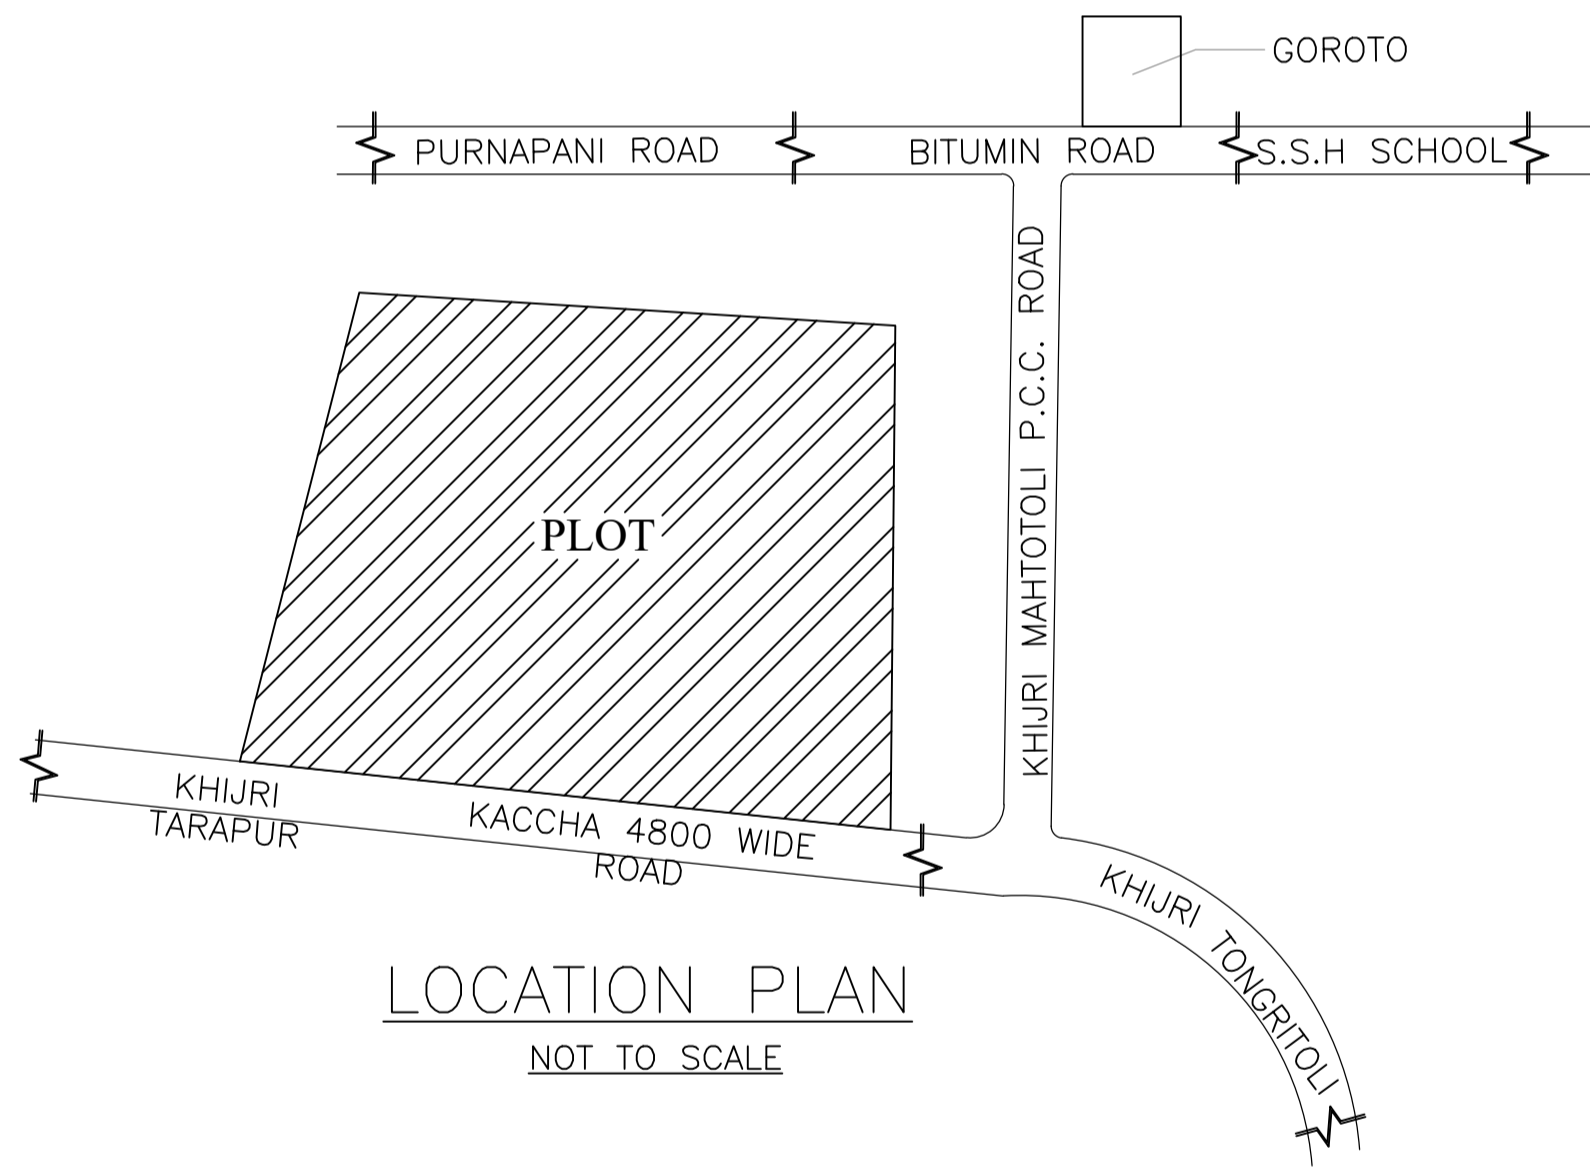 GOROTO
PURNAPANI ROAD
BITUMIN ROAD
S.S.H SCHOOL
KHIJRI MAHTOTOLI P.C.C. ROAD
PLOT
KHIJRI
TARAPUR
KACCHA 4800 WIDE
ROAD
KHIJRI TONGRITOLI
LOCATION PLAN
NOT TO SCALE